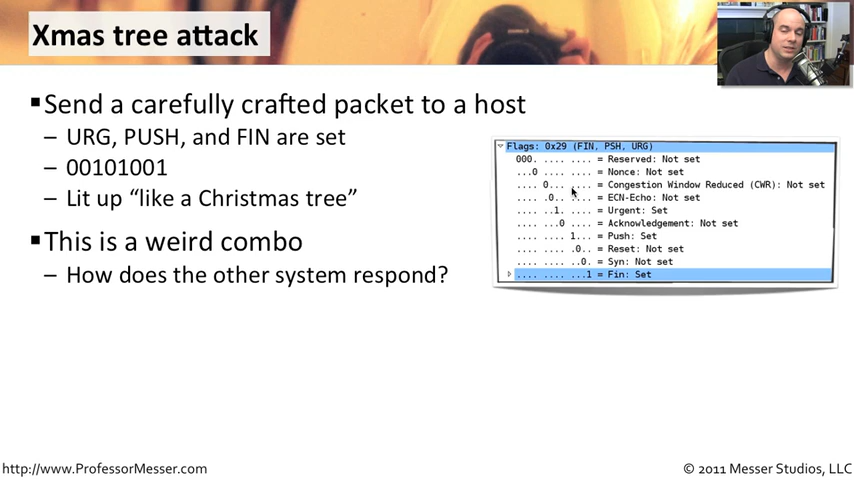 Xmas tree attack
▪Send a carefully crafted packet to a host
– URG, PUSH, and FIN are set
– 00101001
– Lit up “like a Christmas tree”
▪This is a weird combo
– How does the other system respond?
Flags: 0x29 (FIN, PSH, URG)
000. .... .... = Reserved: Not set
...0 .... .... = Nonce: Not set
.... 0... .... = Congestion Window Reduced (CWR): Not set
.... .0.. .... = ECN-Echo: Not set
.... ..1. .... = Urgent: Set
.... ...0 .... = Acknowledgement: Not set
.... .... 1... = Push: Set
.... .... .0.. = Reset: Not set
.... .... ..0. = Syn: Not set
.... .... ...1 = Fin: Set
http://www.ProfessorMesser.com
© 2011 Messer Studios, LLC